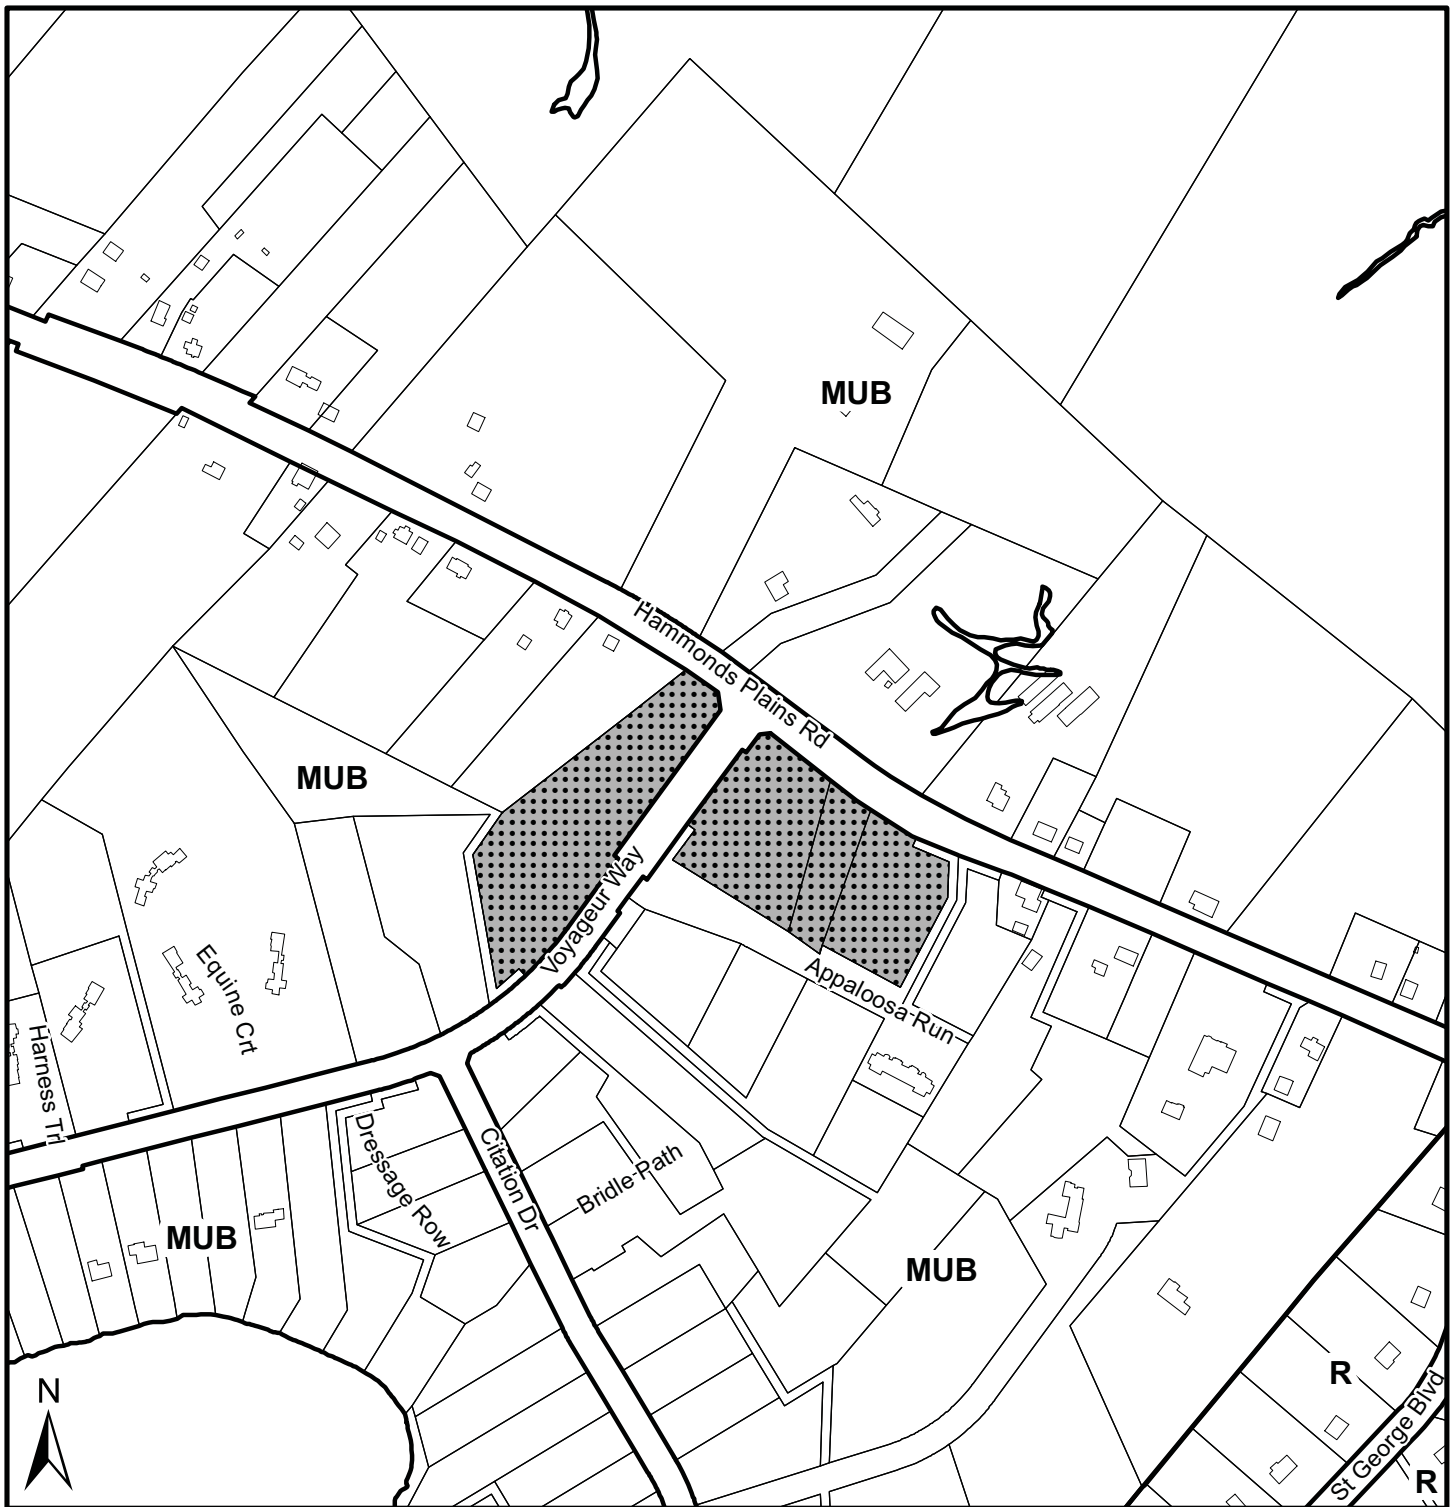 MUB
Hammonds Plains Rd
MUB
Voyageur Way
Equine Crt
Appaloosa Run
Harness Trl
Dressage Row
Citation Dr
Bridle Path
MUB
MUB
N
R
St George Blvd
R